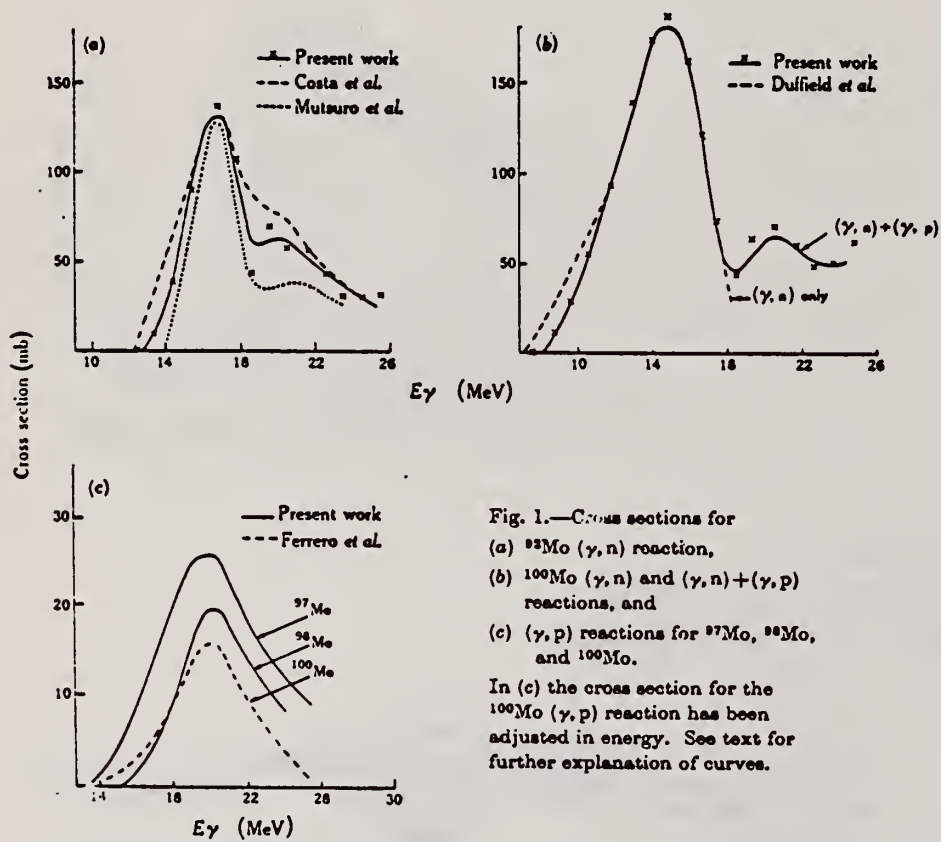 (a)
Present work
Costa et al.
Mutsuro et al.
150
100
50
10 14 18 22 26
(b)
Present work
Duffield et al.
150
100
50
(γ, n) + (γ, p)
(γ, n) only
10 14 18 22 26
Cross section (mb)
Eγ (MeV)
(c)
Present work
Ferrero et al.
30
20
10
97Mo
98Mo
100Mo
14 18 22 26 30
Eγ (MeV)
Fig. 1.—Cross sections for
(a) 92Mo (γ, n) reaction,
(b) 100Mo (γ, n) and (γ, n)+(γ, p)
reactions, and
(c) (γ, p) reactions for 97Mo, 98Mo,
and 100Mo.
In (c) the cross section for the
100Mo (γ, p) reaction has been
adjusted in energy. See text for
further explanation of curves.